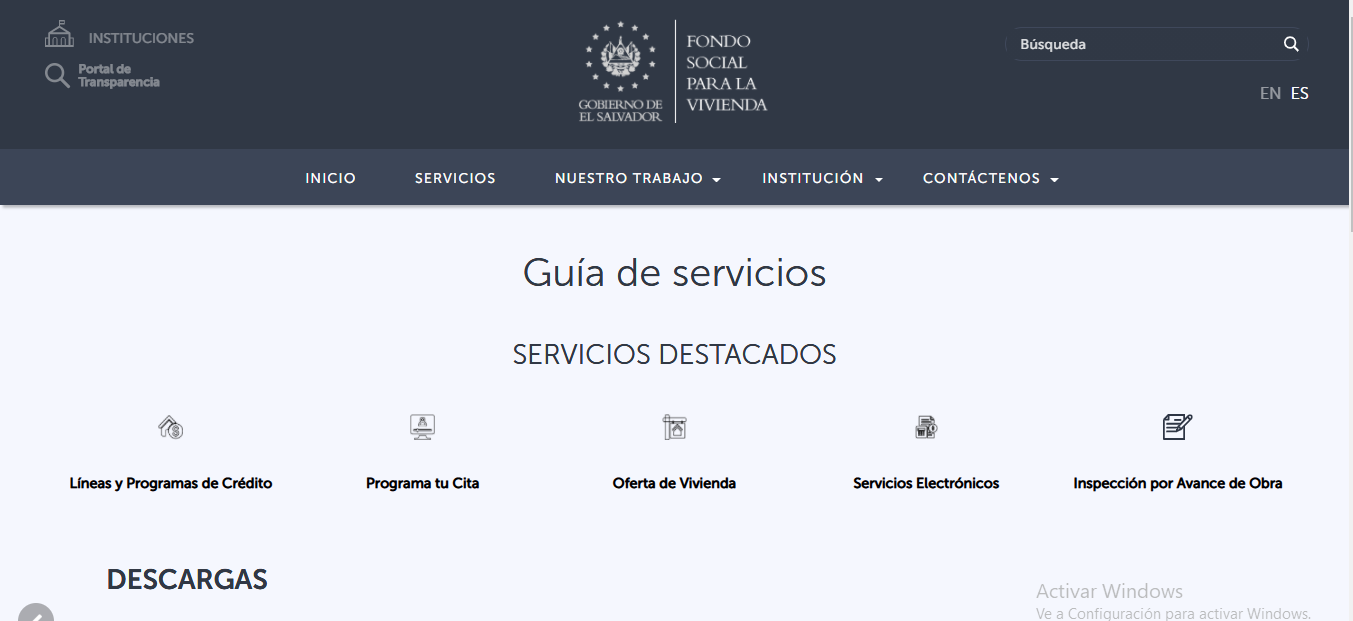 INSTITUCIONES
Portal de
Transparencia
GOBIERNO DE
EL SALVADOR
FONDO
SOCIAL
PARA LA
VIVIENDA
Búsqueda
EN ES
INICIO SERVICIOS NUESTRO TRABAJO INSTITUCIÓN CONTÁCTENOS
Guía de servicios
SERVICIOS DESTACADOS
Líneas y Programas de Crédito Programa tu Cita Oferta de Vivienda Servicios Electrónicos Inspección por Avance de Obra
DESCARGAS
Activar Windows
Ve a Configuración para activar Windows.